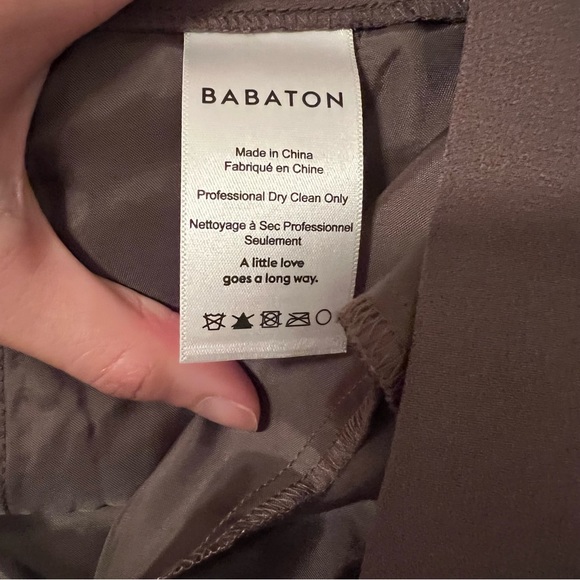 BABATON
Made in China
Fabriqué en Chine
Professional Dry Clean Only
Nettoyage à Sec Professionnel
Seulement
A little love
goes a long way.